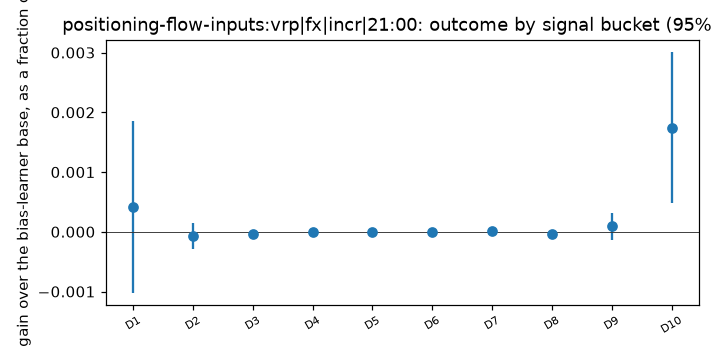 positioning-flow-inputs:vrp|fx|incr|21:00: outcome by signal bucket (95%
gain over the bias-learner base, as a fraction
0.003
0.002
0.001
0.000
−0.001
D1
D2
D3
D4
D5
D6
D7
D8
D9
D10